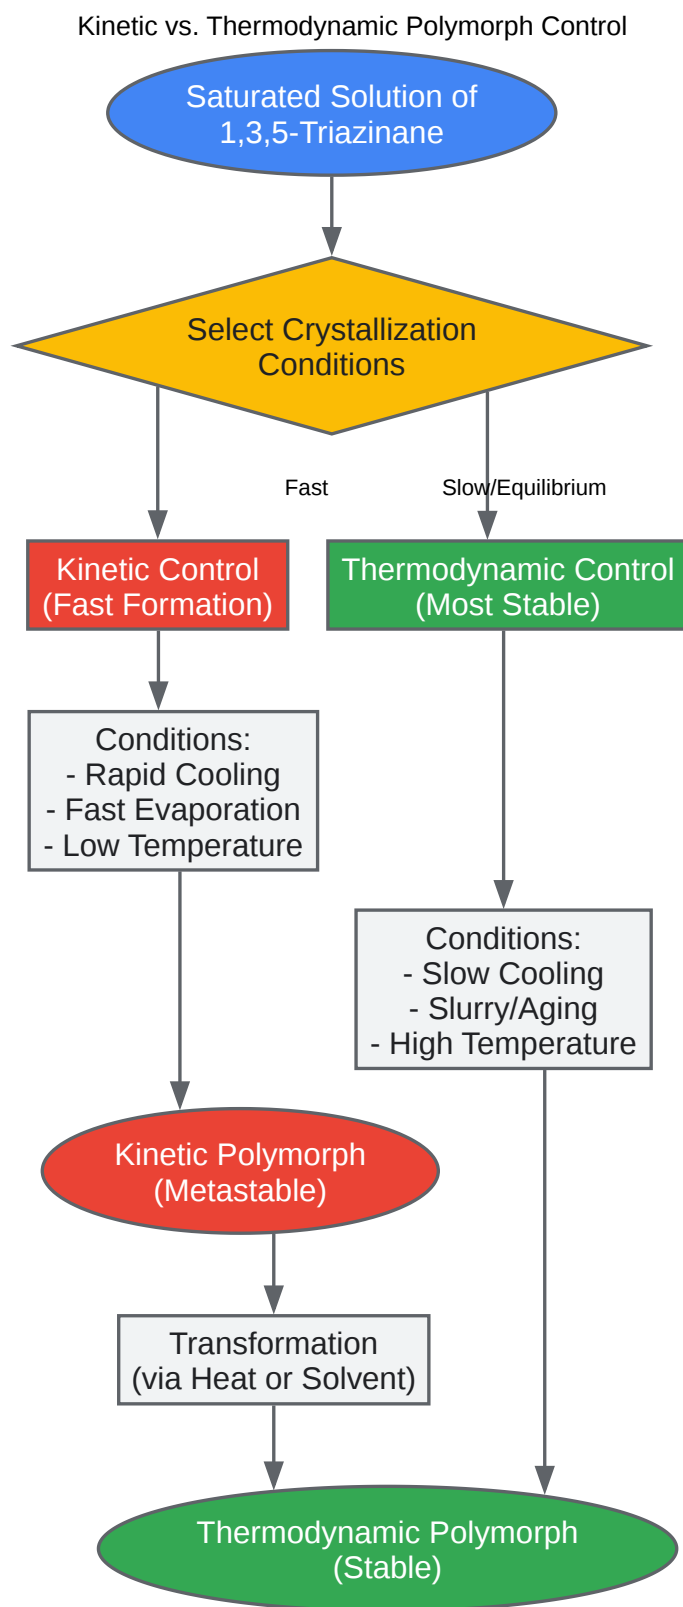 Kinetic vs. Thermodynamic Polymorph Control
Saturated Solution of
1,3,5-Triazinane
Select Crystallization
Conditions
Fast
Slow/Equilibrium
Kinetic Control
(Fast Formation)
Thermodynamic Control
(Most Stable)
Conditions:
- Rapid Cooling
- Fast Evaporation
- Low Temperature
Conditions:
- Slow Cooling
- Slurry/Aging
- High Temperature
Kinetic Polymorph
(Metastable)
Transformation
(via Heat or Solvent)
Thermodynamic Polymorph
(Stable)